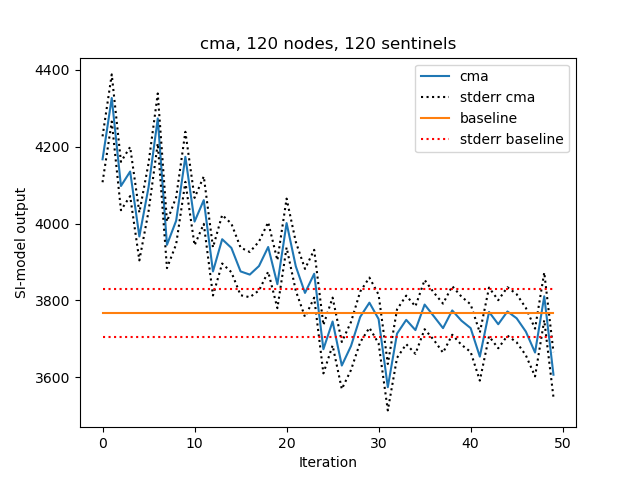 cma, 120 nodes, 120 sentinels
cma
stderr cma
baseline
stderr baseline
SI-model output
4400
4200
4000
3800
3600
0 10 20 30 40 50
Iteration